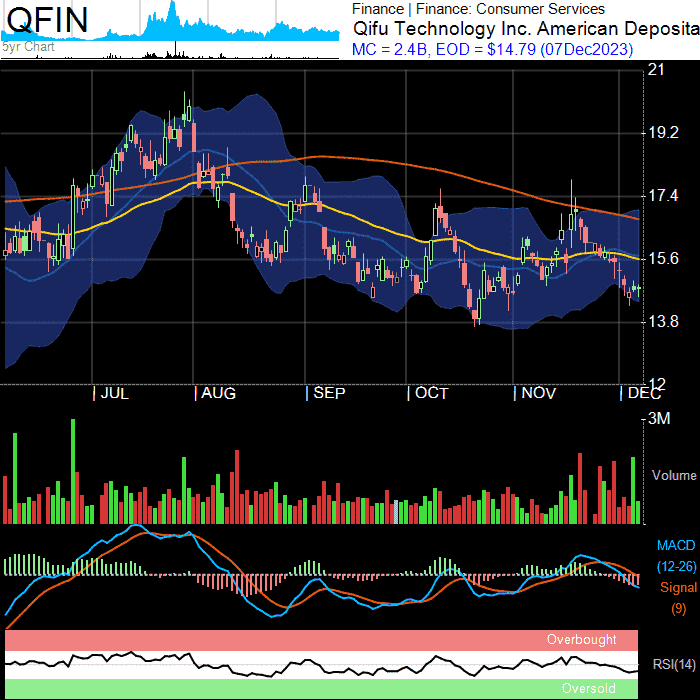 QFIN
5yr Chart
Finance | Finance: Consumer Services
Qifu Technology Inc. American Deposita
MC = 2.4B, EOD = $14.79 (07Dec2023)
21
19.2
17.4
15.6
13.8
12
| JUL | AUG | SEP | OCT | NOV | DEC
3M
Volume
MACD
(12-26)
Signal
(9)
Overbought
RSI(14)
Oversold